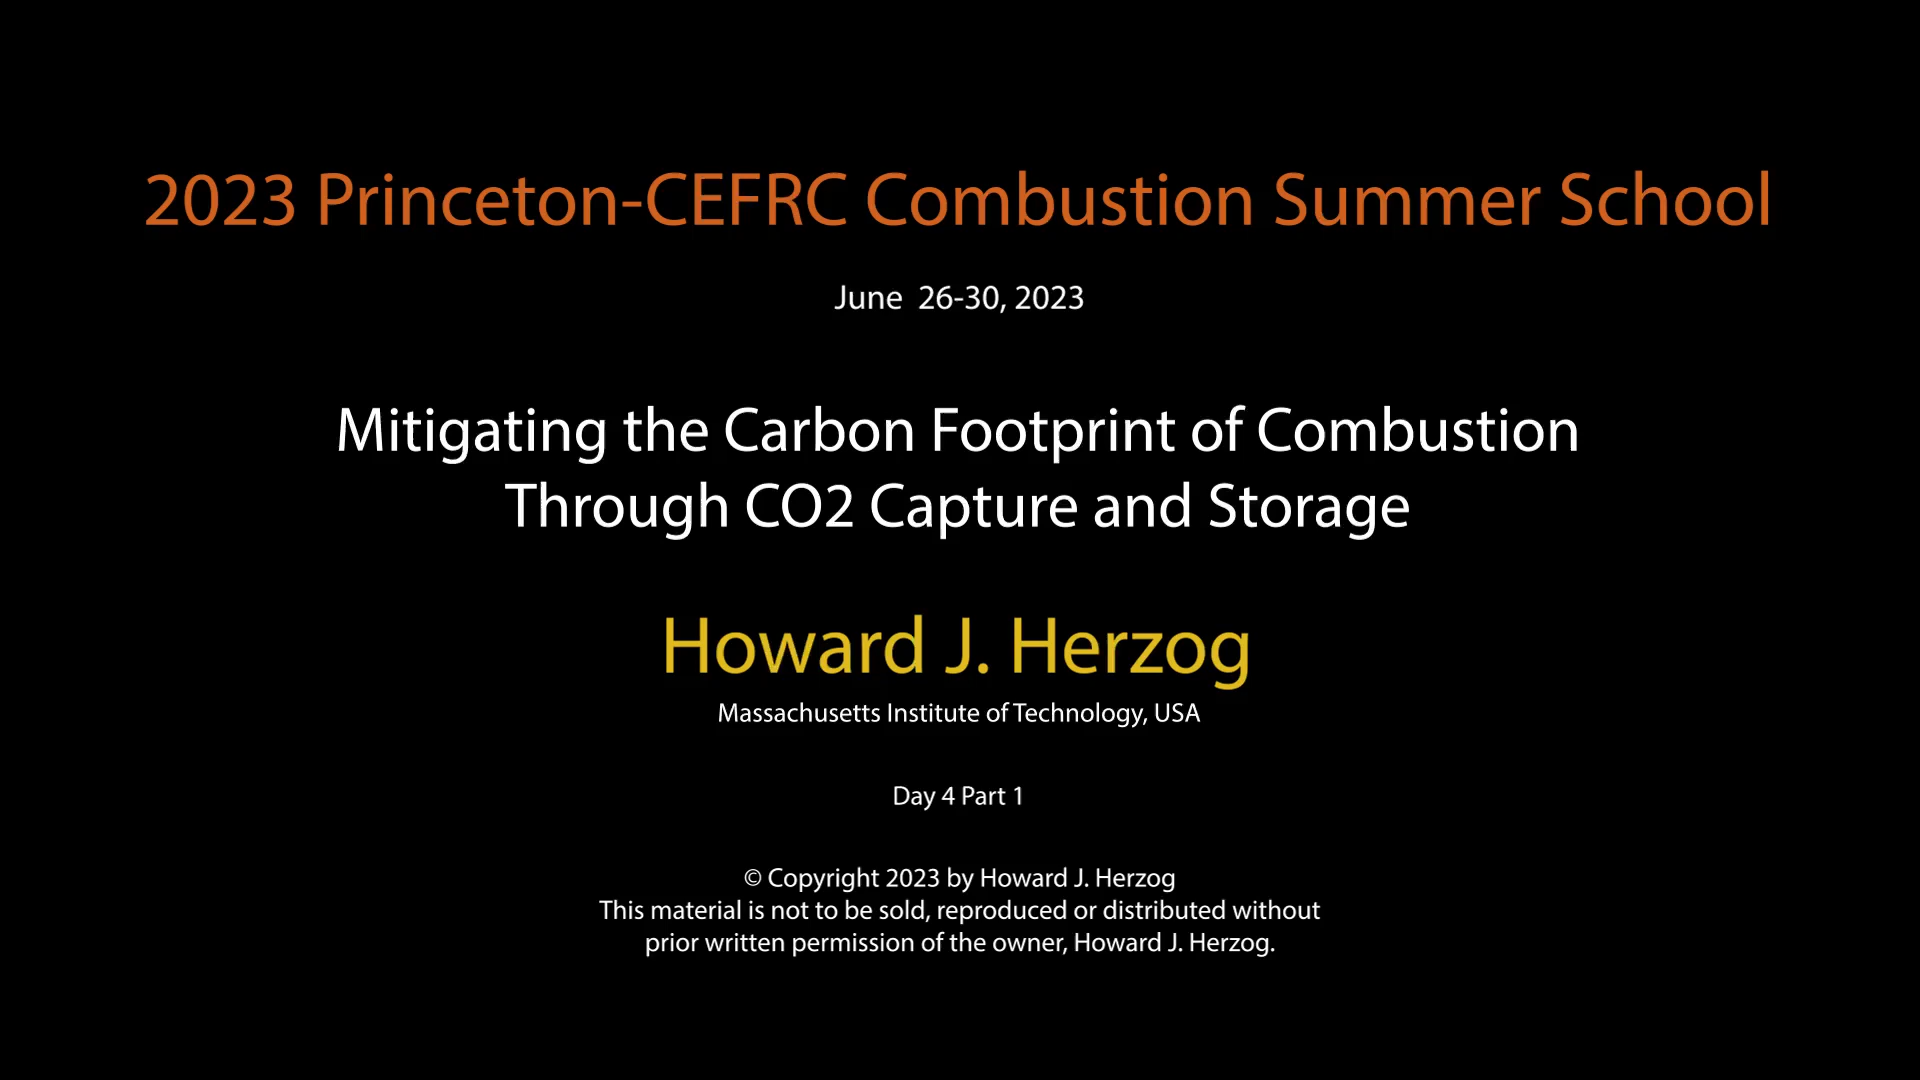 2023 Princeton-CEFRC Combustion Summer School
June 26-30, 2023
Mitigating the Carbon Footprint of Combustion
Through CO2 Capture and Storage
Howard J. Herzog
Massachusetts Institute of Technology, USA
Day 4 Part 1
© Copyright 2023 by Howard J. Herzog
This material is not to be sold, reproduced or distributed without
prior written permission of the owner, Howard J. Herzog.